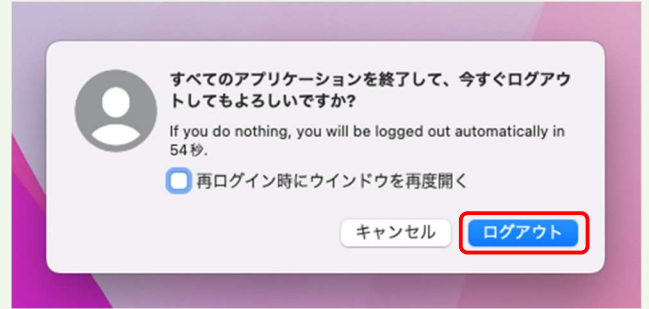 すべてのアプリケーションを終了して、今すぐログアウ
トしてもよろしいですか?
If you do nothing, you will be logged out automatically in
54秒.
再ログイン時にウインドウを再度開く
キャンセル
ログアウト